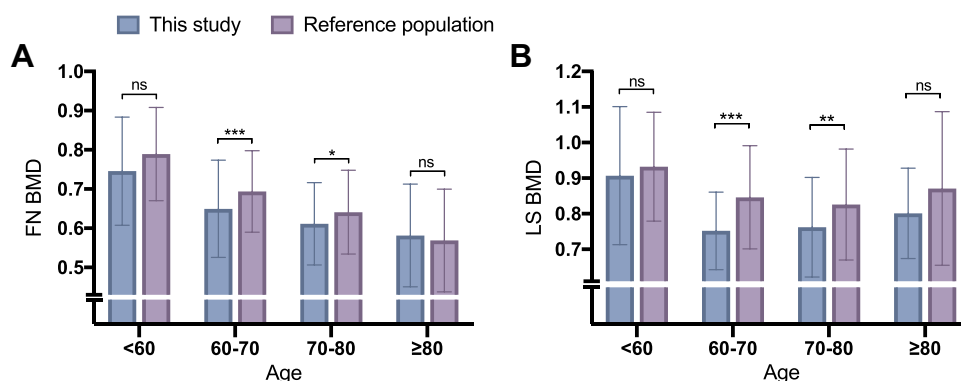 This study Reference population
A
FN BMD
1.0
0.9
0.8
0.7
0.6
0.5
ns
***
*
ns
<60 60-70 70-80 ≥80
Age
B
LS BMD
1.2
1.1
1.0
0.9
0.8
0.7
ns
***
**
ns
<60 60-70 70-80 ≥80
Age